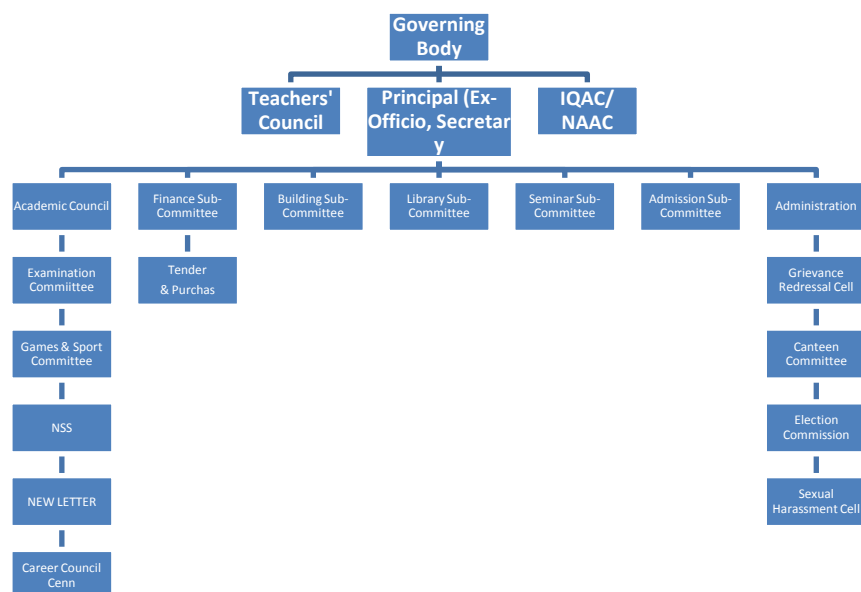 Governing
Body
Teachers'
Council
Principal (Ex-
Officio, Secretar
y
IQAC/
NAAC
Academic Council
Finance Sub-
Committee
Building Sub-
Committee
Library Sub-
Committee
Seminar Sub-
Committee
Admission Sub-
Committee
Administration
Examination
Commiittee
Tender
& Purchas
Grievance
Redressal Cell
Games & Sport
Committee
Canteen
Committee
NSS
Election
Commission
NEW LETTER
Sexual
Harassment Cell
Career Council
Cenn